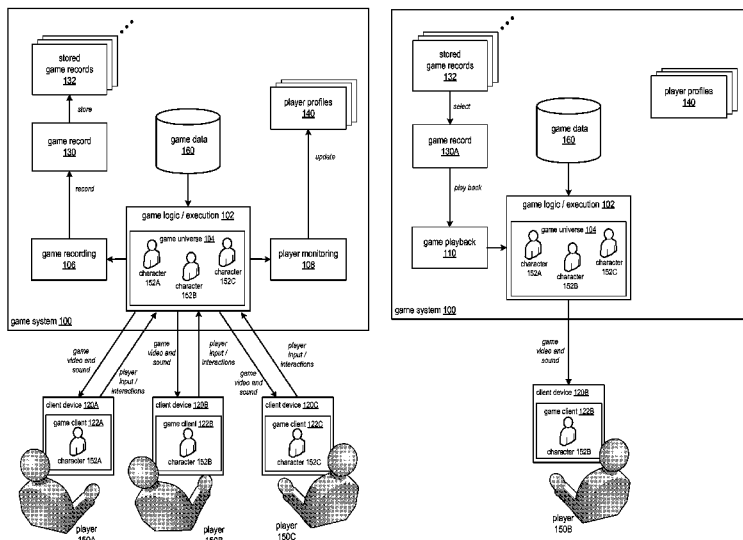 stored
game records
132
store
game record
130
record
game recording
106
game data
160
player profiles
140
update
game logic / execution 102
game universe 104
character
152A
character
152B
character
152C
player monitoring
108
game system 100
game
video and
sound
player
input /
interactions
game
video and
sound
player
input /
interactions
game
video and
sound
player
input /
interactions
client device 120A
game client 122A
character 152A
client device 120B
game client 122B
character 152B
client device 120C
game client 122C
character 152C
player
150A
player
150B
player
150C
stored
game records
132
select
game record
130A
play back
game playback
110
game data
160
player profiles
140
game logic / execution 102
game universe 104
character
152A
character
152B
character
152C
game system 100
game
video and
sound
client device 120B
game client 122B
character 152B
player
150B